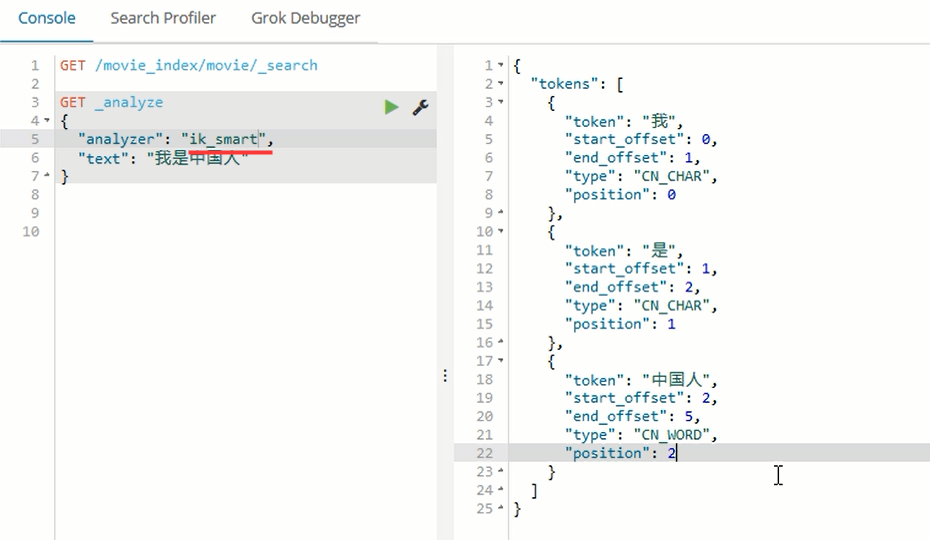 Console Search Profiler Grok Debugger
1 GET /movie_index/movie/_search
2
3 GET _analyze
4 {
5 "analyzer": "ik_smart",
6 "text": "我是中国人"
7 }
8
9
10
1 {
2 "tokens": [
3 {
4 "token": "我",
5 "start_offset": 0,
6 "end_offset": 1,
7 "type": "CN_CHAR",
8 "position": 0
9 },
10 {
11 "token": "是",
12 "start_offset": 1,
13 "end_offset": 2,
14 "type": "CN_CHAR",
15 "position": 1
16 },
17 {
18 "token": "中国人",
19 "start_offset": 2,
20 "end_offset": 5,
21 "type": "CN_WORD",
22 "position": 2
23 }
24 ]
25 }